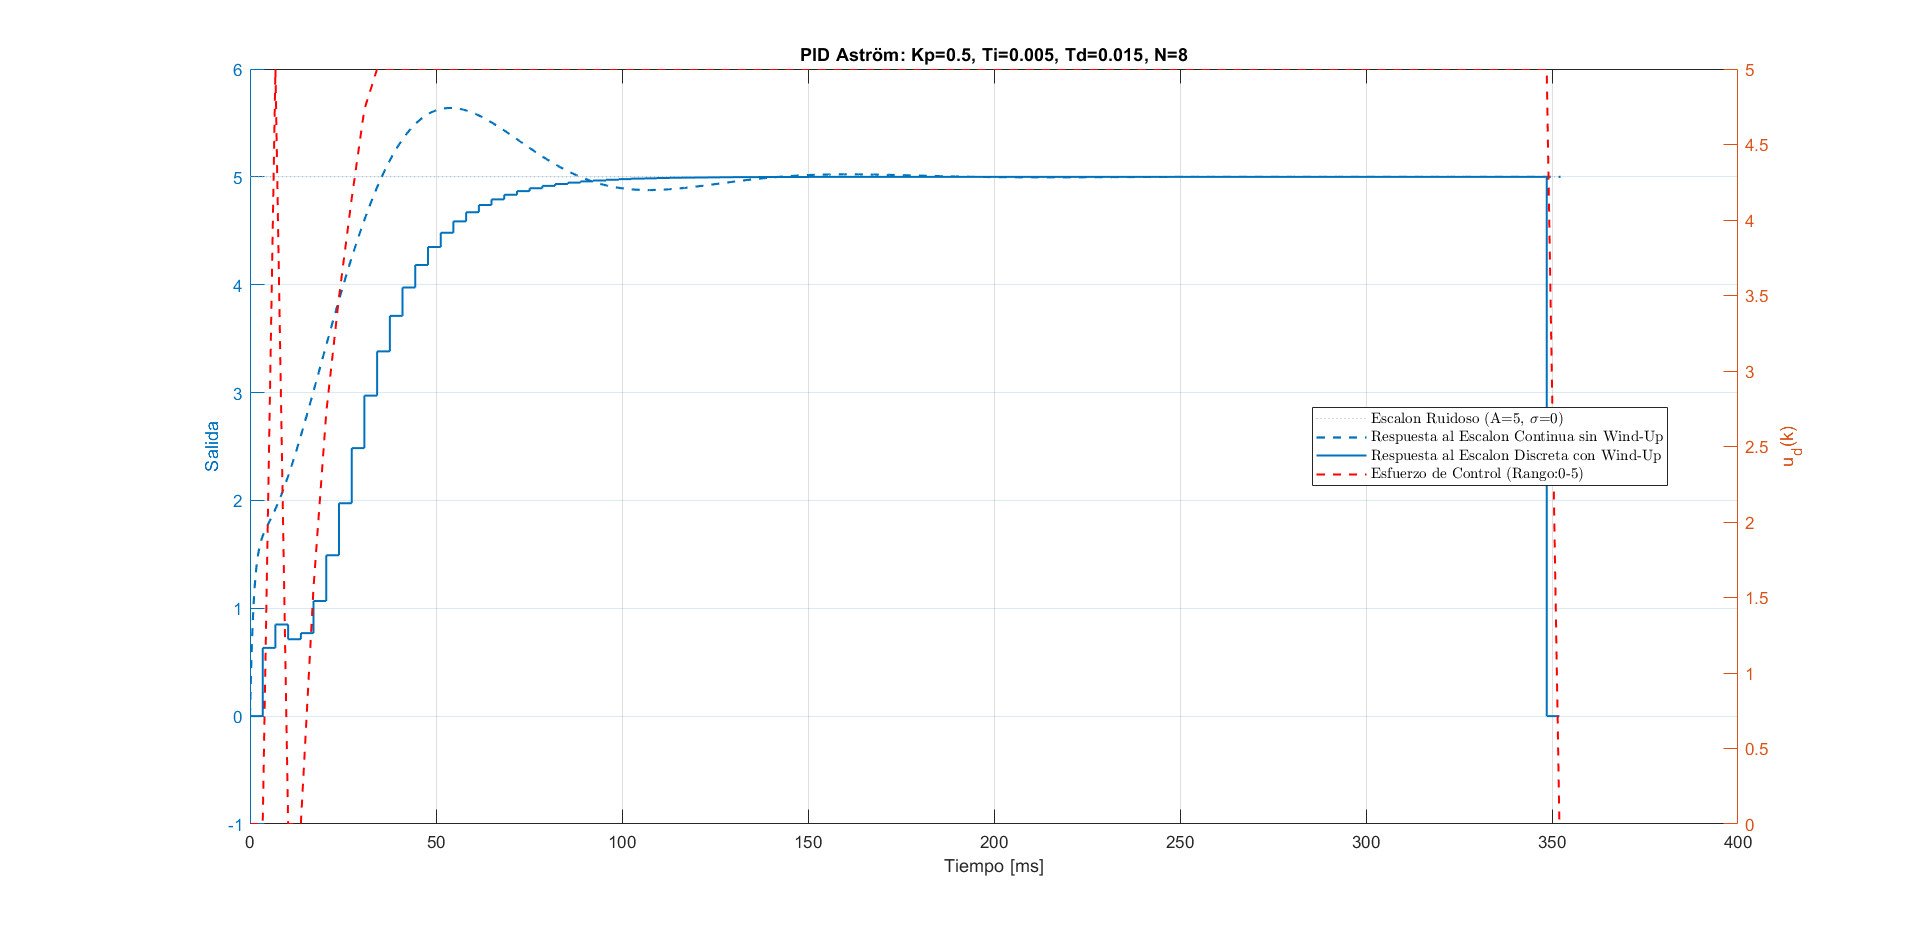 PID Aström: Kp=0.5, Ti=0.005, Td=0.015, N=8
6
5
4
3
2
1
0
-1
Salida
5
4.5
4
3.5
3
2.5
2
1.5
1
0.5
0
u_d(k)
Escalon Ruidoso (A=5, σ=0)
Respuesta al Escalon Continua sin Wind-Up
Respuesta al Escalon Discreta con Wind-Up
Esfuerzo de Control (Rango:0-5)
0 50 100 150 200 250 300 350 400
Tiempo [ms]